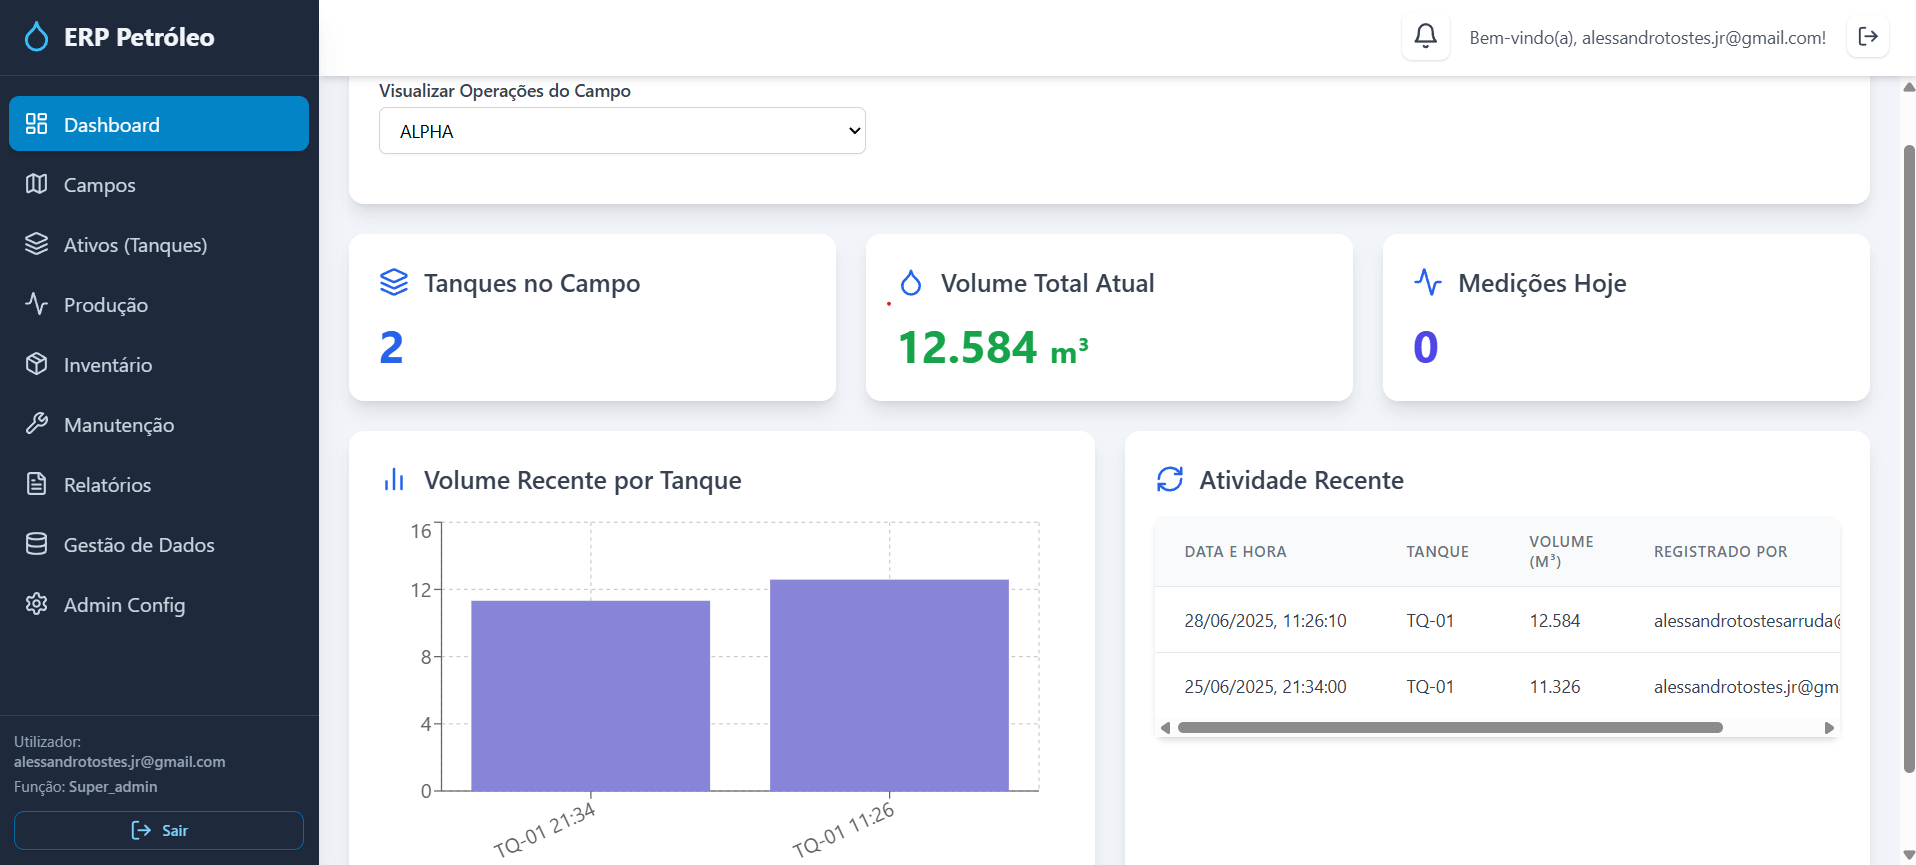 ERP Petróleo
Bem-vindo(a), alessandrotostes.jr@gmail.com!
Dashboard
Campos
Ativos (Tanques)
Produção
Inventário
Manutenção
Relatórios
Gestão de Dados
Admin Config
Utilizador:
alessandrotostes.jr@gmail.com
Função: Super_admin
Sair
Visualizar Operações do Campo
ALPHA
Tanques no Campo
2
Volume Total Atual
12.584 m³
Medições Hoje
0
Volume Recente por Tanque
16
12
8
4
0
TQ-01 21:34
TQ-01 11:26
Atividade Recente
DATA E HORA TANQUE VOLUME (M³) REGISTRADO POR
28/06/2025, 11:26:10 TQ-01 12.584 alessandrotostesarruda@
25/06/2025, 21:34:00 TQ-01 11.326 alessandrotostes.jr@gm